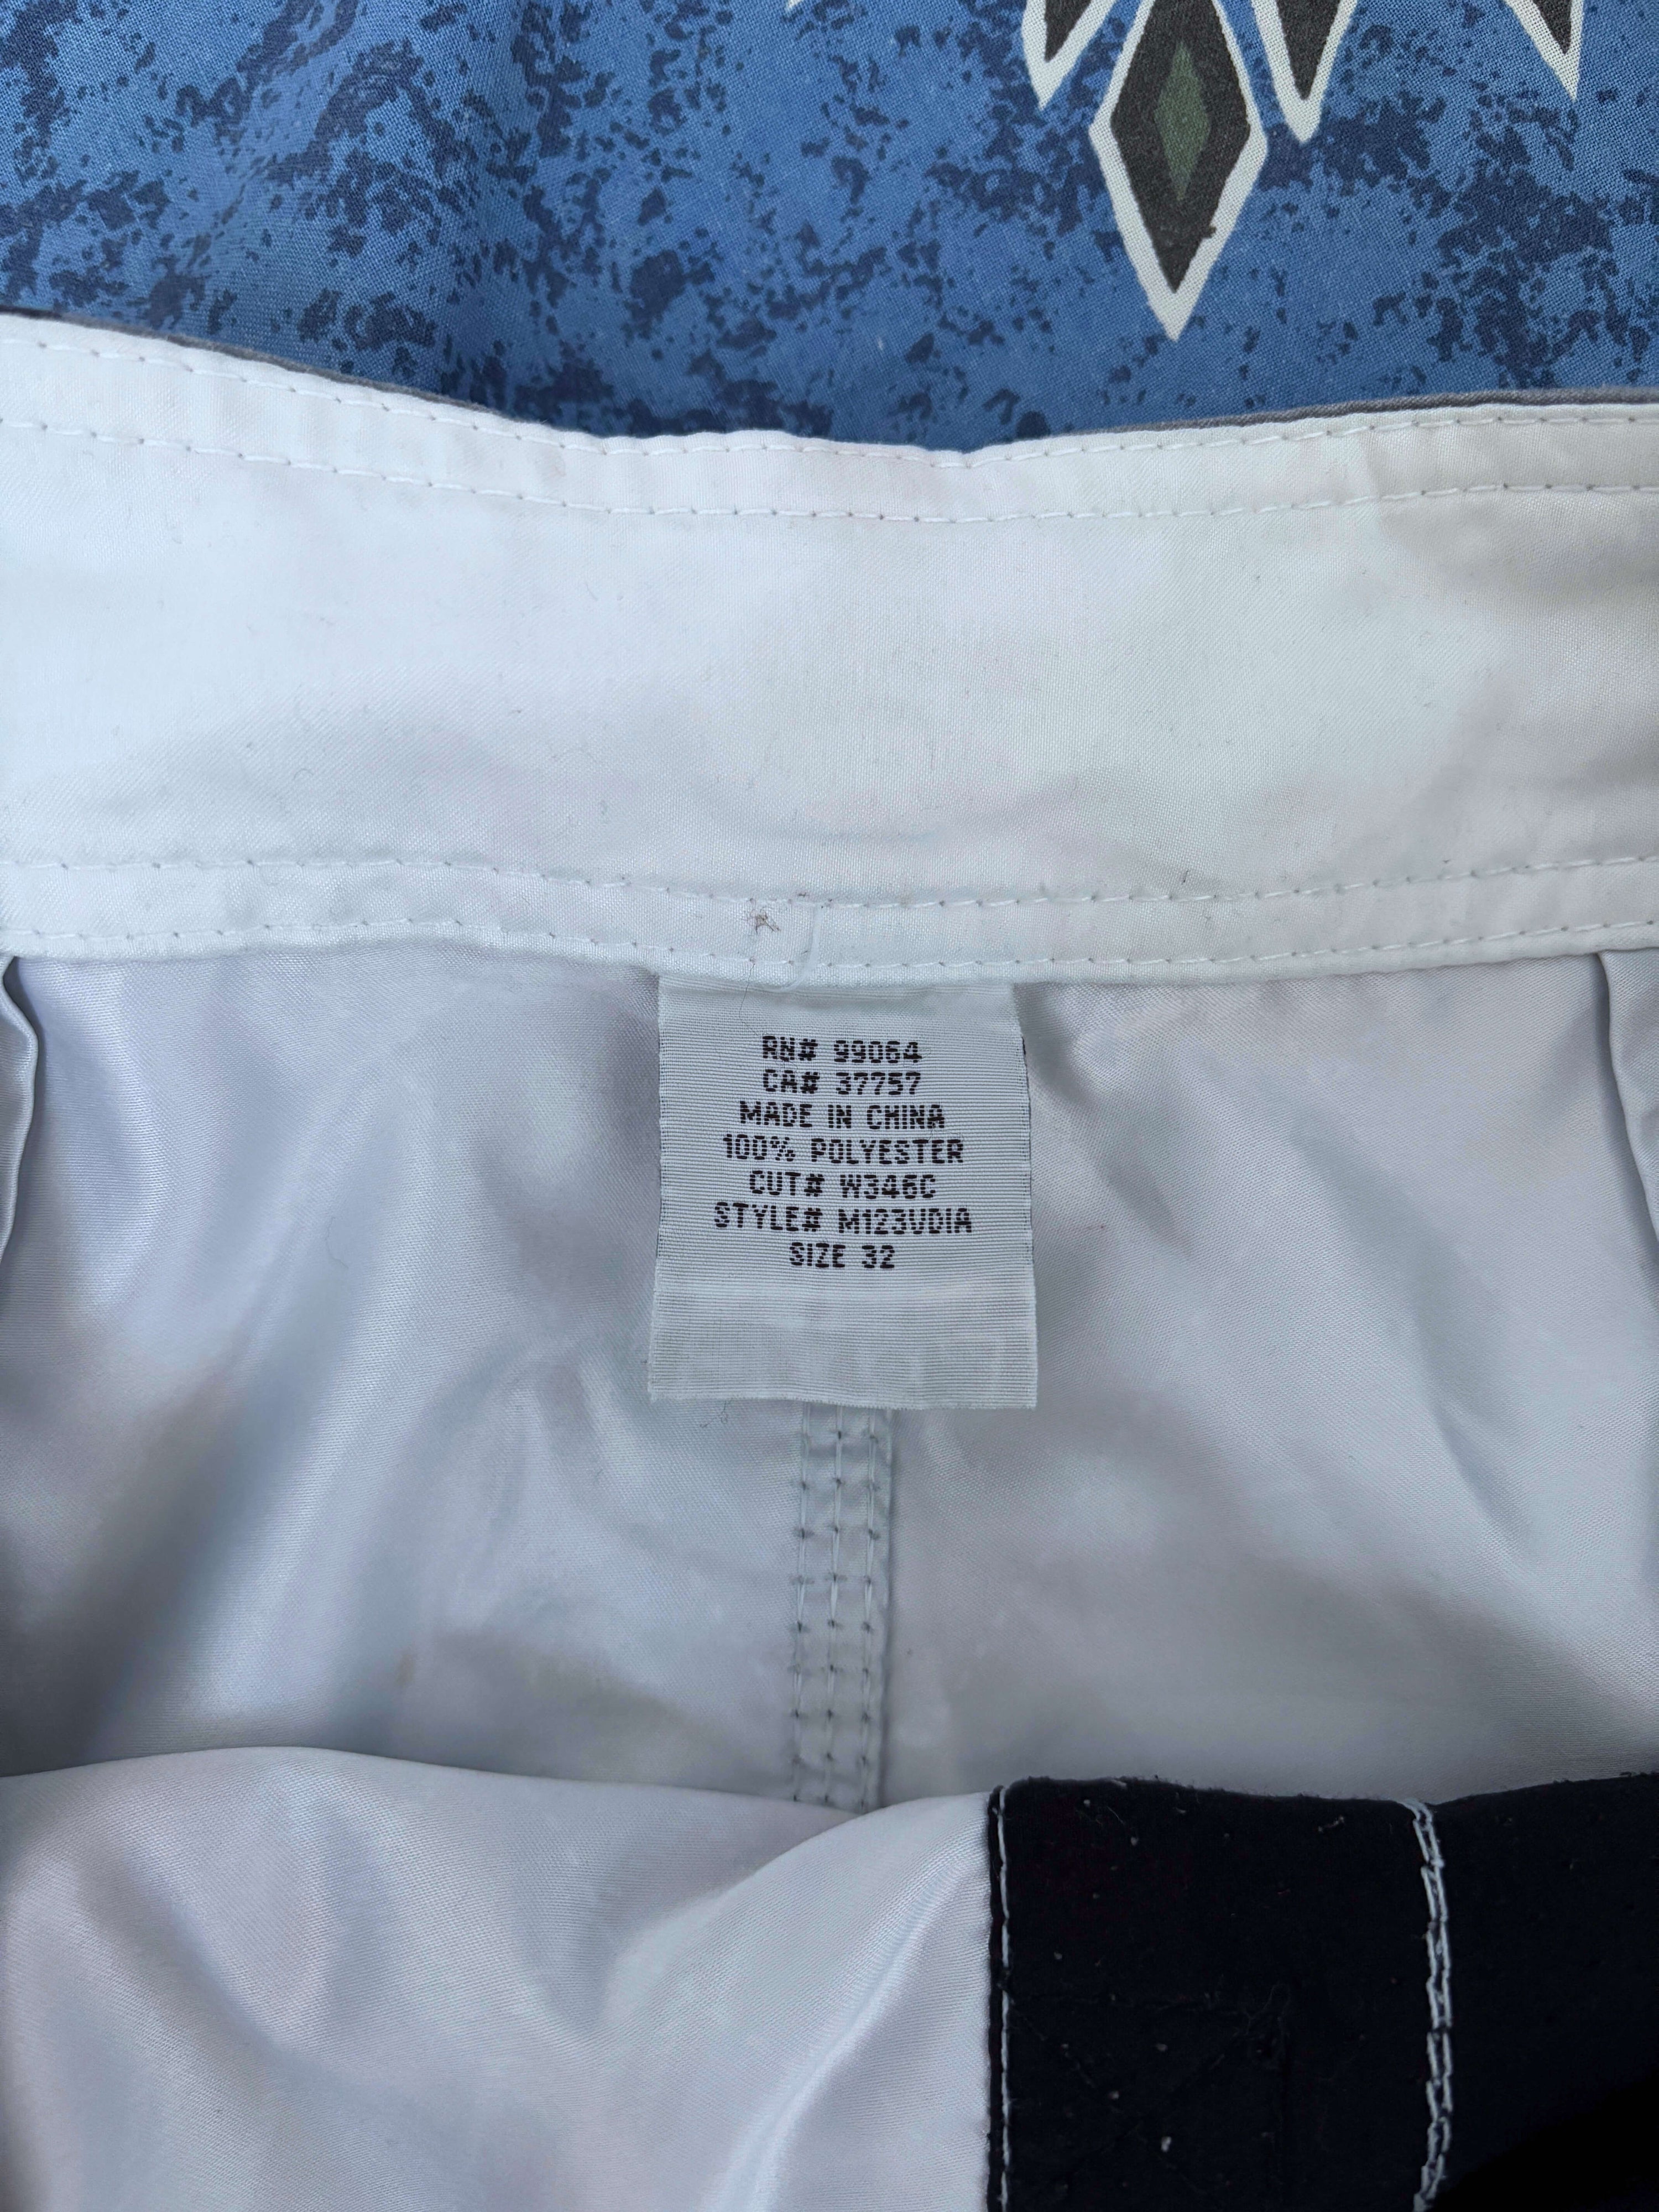 RN# 99064
CA# 37757
MADE IN CHINA
100% POLYESTER
CUT# W346C
STYLE# M123VDIA
SIZE 32